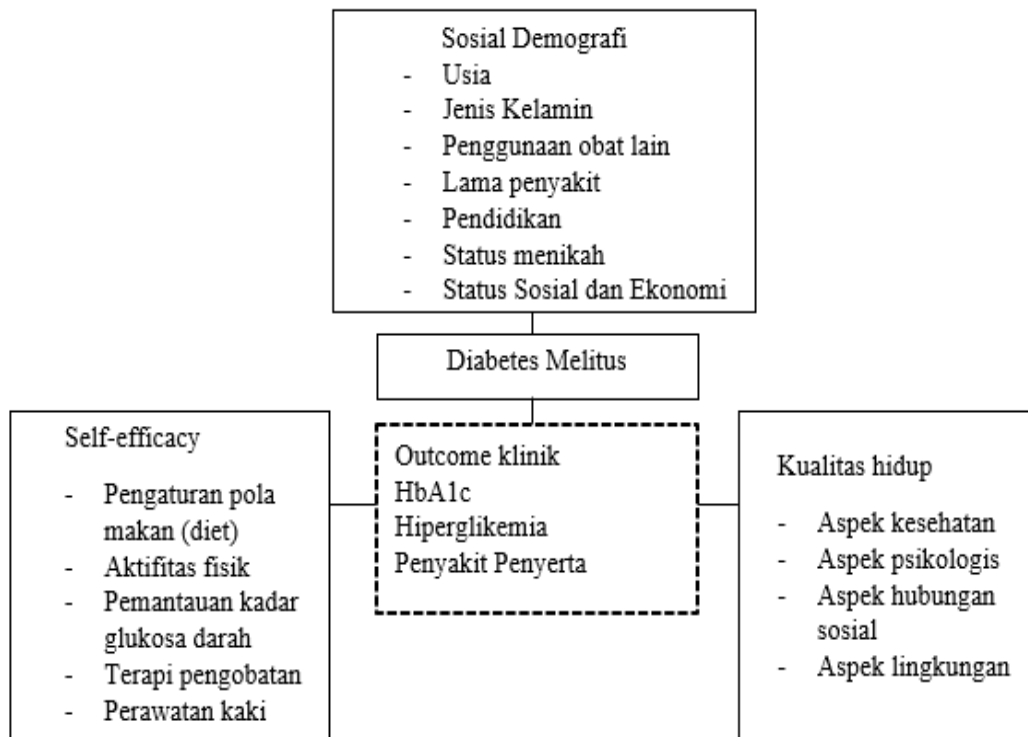 Sosial Demografi
- Usia
- Jenis Kelamin
- Penggunaan obat lain
- Lama penyakit
- Pendidikan
- Status menikah
- Status Sosial dan Ekonomi
Diabetes Melitus
Self-efficacy
- Pengaturan pola
makan (diet)
- Aktifitas fisik
- Pemantauan kadar
glukosa darah
- Terapi pengobatan
- Perawatan kaki
Outcome klinik
HbA1c
Hiperglikemia
Penyakit Penyerta
Kualitas hidup
- Aspek kesehatan
- Aspek psikologis
- Aspek hubungan
sosial
- Aspek lingkungan